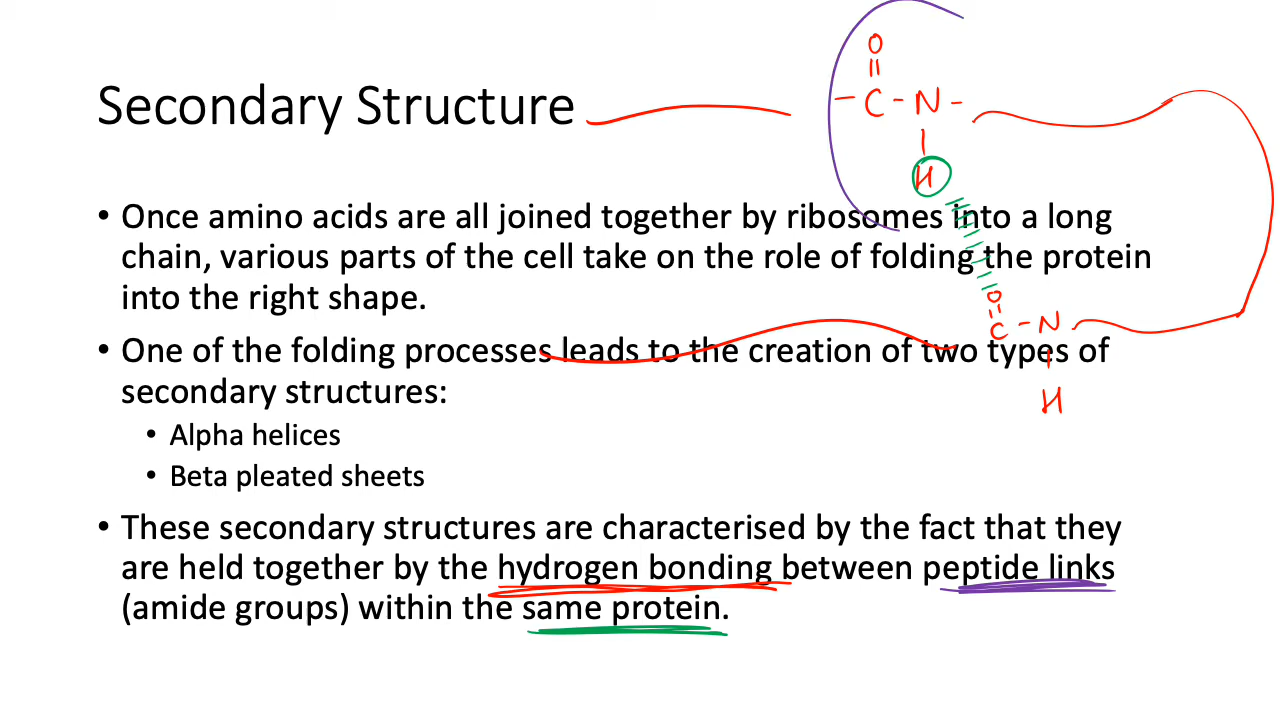 O
||
- C - N -
|
H
Secondary Structure
• Once amino acids are all joined together by ribosomes into a long
chain, various parts of the cell take on the role of folding the protein
into the right shape.
O
=
C - N
|
H
• One of the folding processes leads to the creation of two types of
secondary structures:
• Alpha helices
• Beta pleated sheets
• These secondary structures are characterised by the fact that they
are held together by the hydrogen bonding between peptide links
(amide groups) within the same protein.